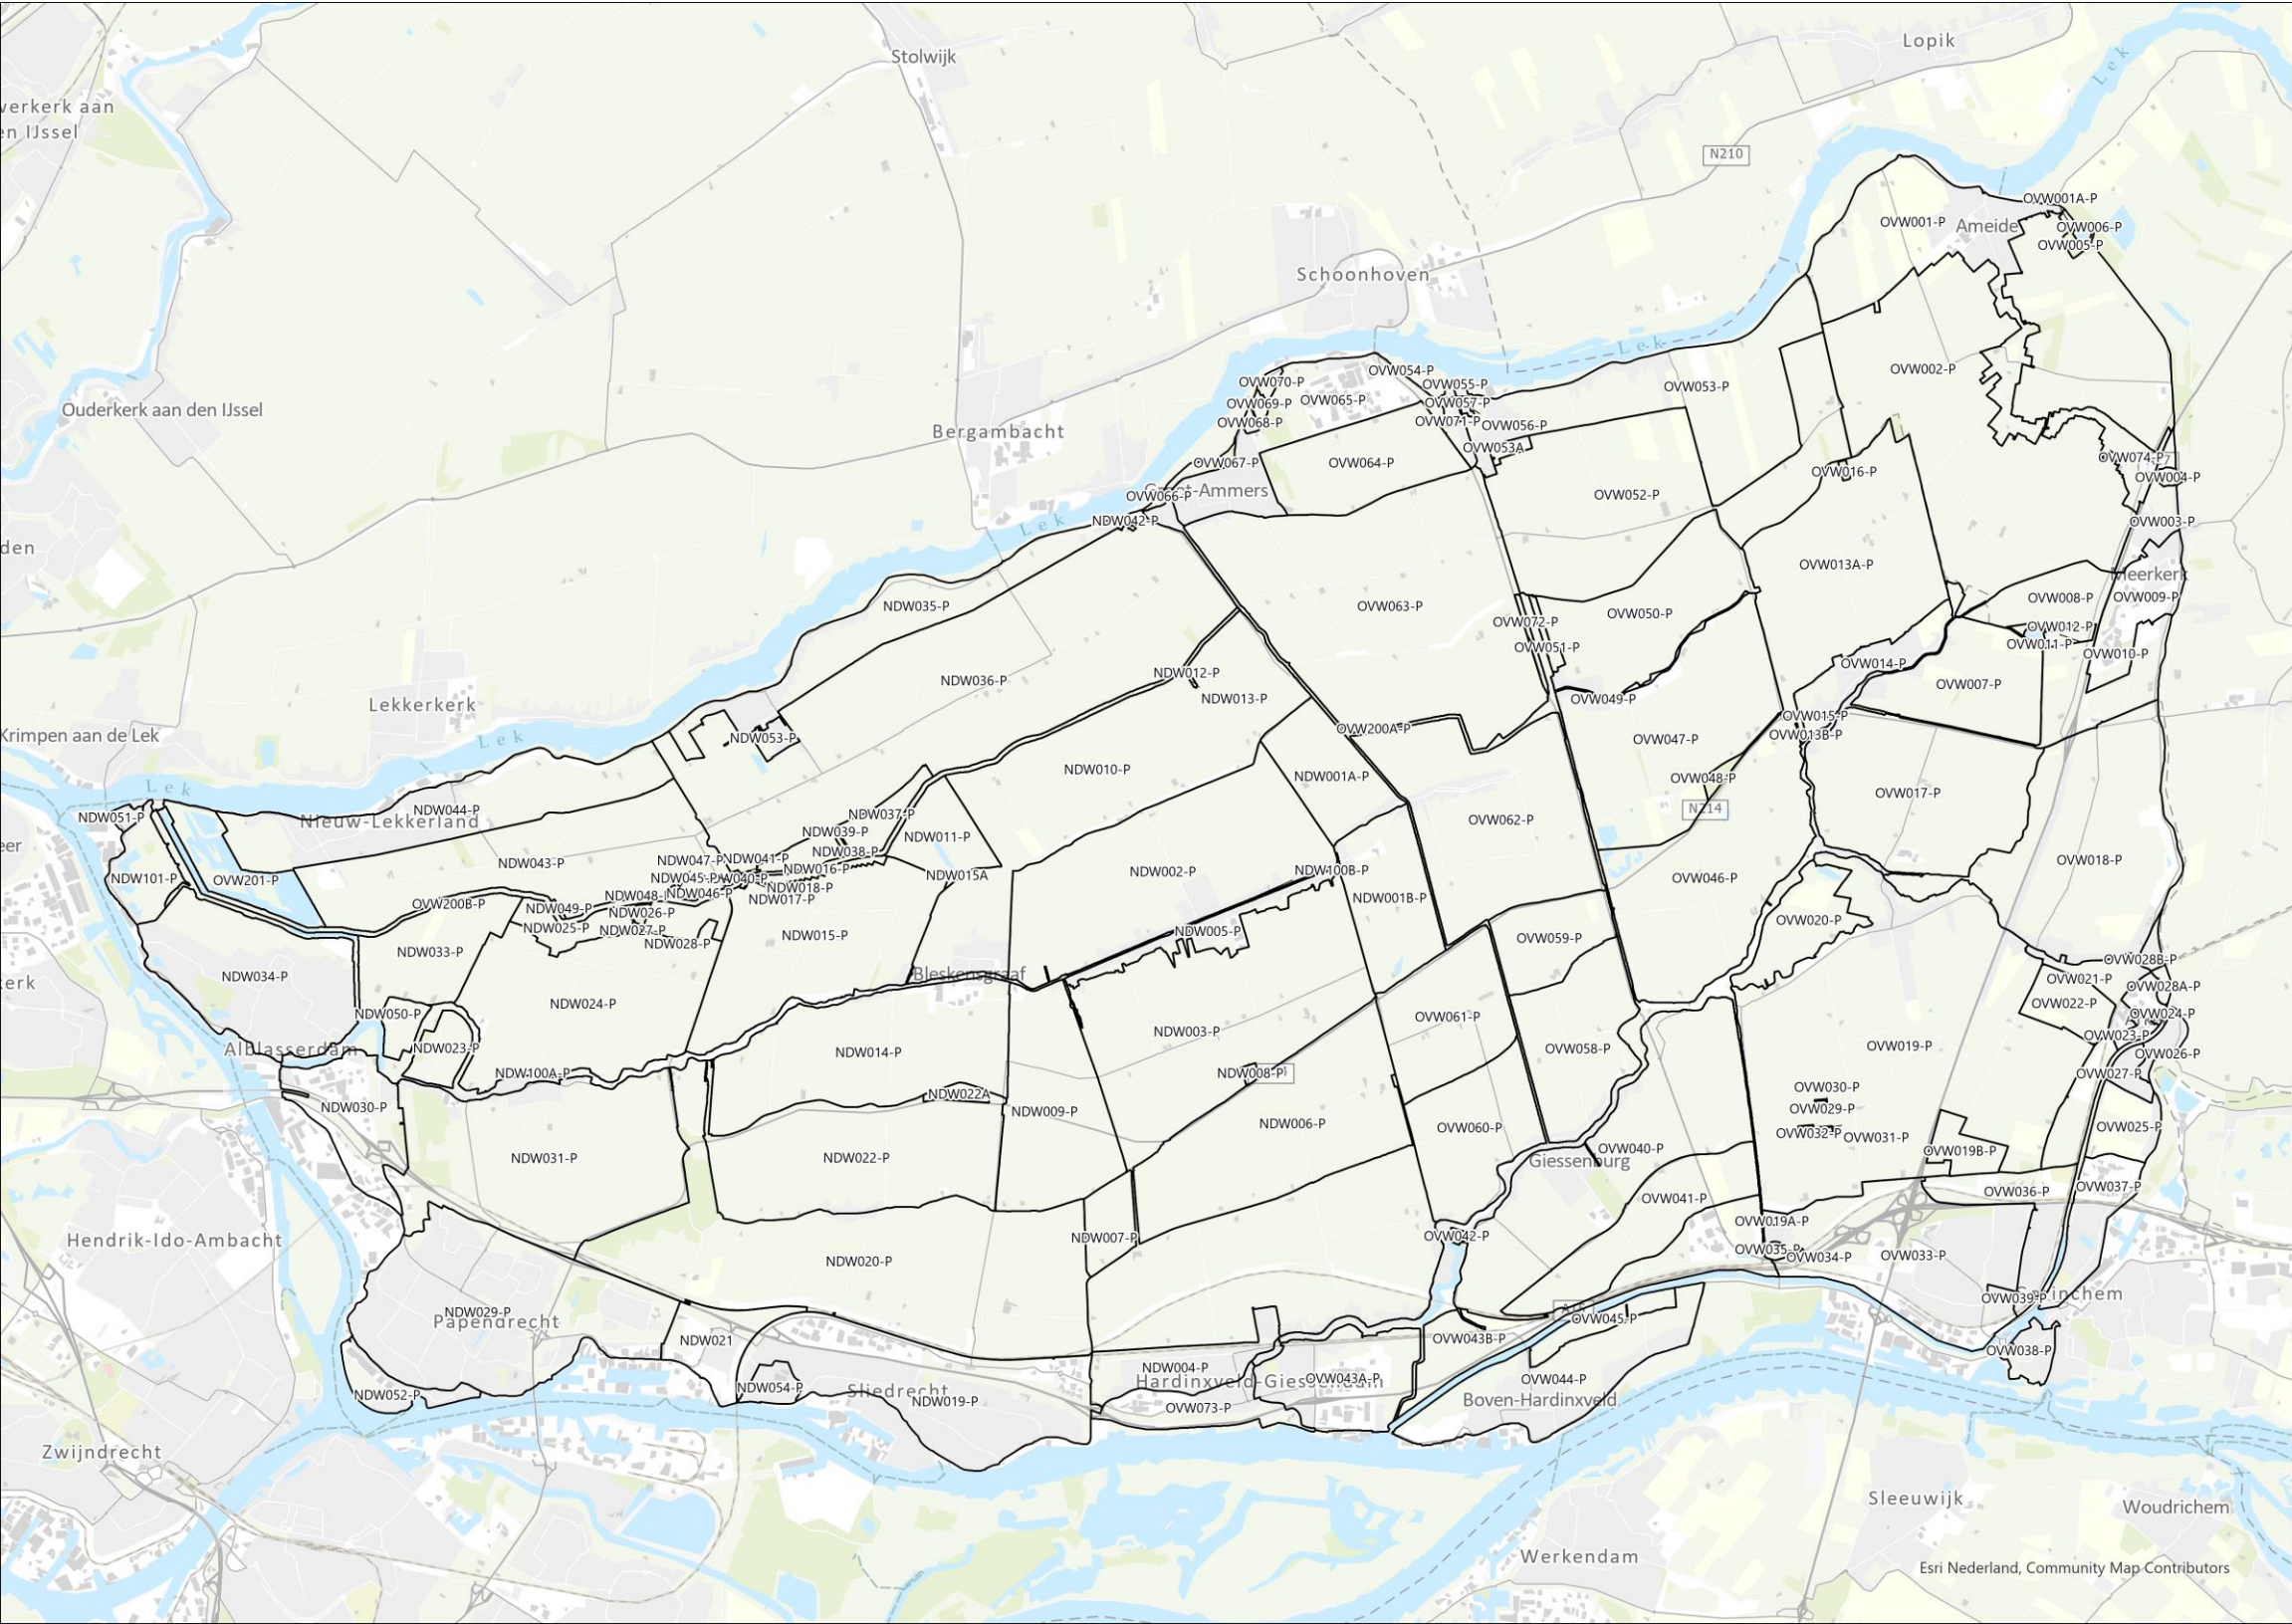 Lopik
Stolwijk
Lek
verkerk aan
en IJssel
N210
OVW001A-P
OVW001-P
Ameide
OVW006-P
OVW005-P
Schoonhoven
Lek
OVW054-P
OVW002-P
OVW070-P
OVW055-P
OVW053-P
OVW069-P
OVW065-P
OVW057-P
Ouderkerk aan den IJssel
OVW068-P
OVW071-P
OVW056-P
Bergambacht
OVW053A
OVW074-P
OVW067-P
OVW064-P
OVW016-P
OVW004-P
OVW066-P
OVW052-P
NDW042-P
Lek
OVW003-P
den
OVW013A-P
Meerkerk
OVW008-P
OVW009-P
NDW035-P
OVW063-P
OVW050-P
OVW072-P
OVW012-P
OVW051-P
OVW011-P
OVW010-P
OVW014-P
NDW012-P
NDW036-P
OVW007-P
NDW013-P
OVW049-P
Lekkerkerk
OVW015-P
Krimpen aan de Lek
Lek
NDW053-P
OVW200A-P
OVW013B-P
OVW047-P
NDW010-P
NDW001A-P
OVW048-P
Lek
OVW017-P
N214
NDW044-P
NDW051-P
Nieuw-Lekkerland
NDW037-P
OVW062-P
NDW039-P
NDW011-P
NDW038-P
NDW047-P
NDW041-P
NDW043-P
OVW018-P
NDW016-P
NDW002-P
NDW100B-P
NDW015A
NDW101-P
OVW201-P
OVW046-P
NDW018-P
NDW046-P
NDW017-P
NDW001B-P
OVW200B-P
NDW049-P
NDW026-P
OVW020-P
NDW025-P
NDW027-P
NDW005-P
NDW015-P
OVW059-P
NDW028-P
NDW033-P
OVW028B-P
NDW034-P
Bleskensgraaf
OVW021-P
kerk
OVW028A-P
NDW024-P
OVW022-P
NDW050-P
OVW061-P
OVW024-P
NDW003-P
OVW023-P
Alblasserdam
NDW023-P
NDW014-P
OVW058-P
OVW019-P
OVW026-P
NDW100A-P
NDW008-P
OVW027-P
OVW030-P
NDW022A
NDW030-P
NDW009-P
OVW029-P
NDW006-P
OVW060-P
OVW025-P
OVW032-P
OVW031-P
OVW040-P
OVW019B-P
NDW031-P
NDW022-P
Giessenburg
OVW037-P
OVW036-P
OVW041-P
OVW019A-P
Hendrik-Ido-Ambacht
NDW007-P
OVW042-P
OVW035-P
OVW034-P
OVW033-P
NDW020-P
OVW039-P
NDW029-P
Papendrecht
OVW045-P
NDW021
OVW043B-P
OVW038-P
NDW004-P
OVW043A-P
OVW044-P
NDW054-P
Sliedrecht
NDW052-P
NDW019-P
OVW073-P
Boven-Hardinxveld
Zwijndrecht
Sleeuwijk
Woudrichem
Werkendam
Esri Nederland, Community Map Contributors